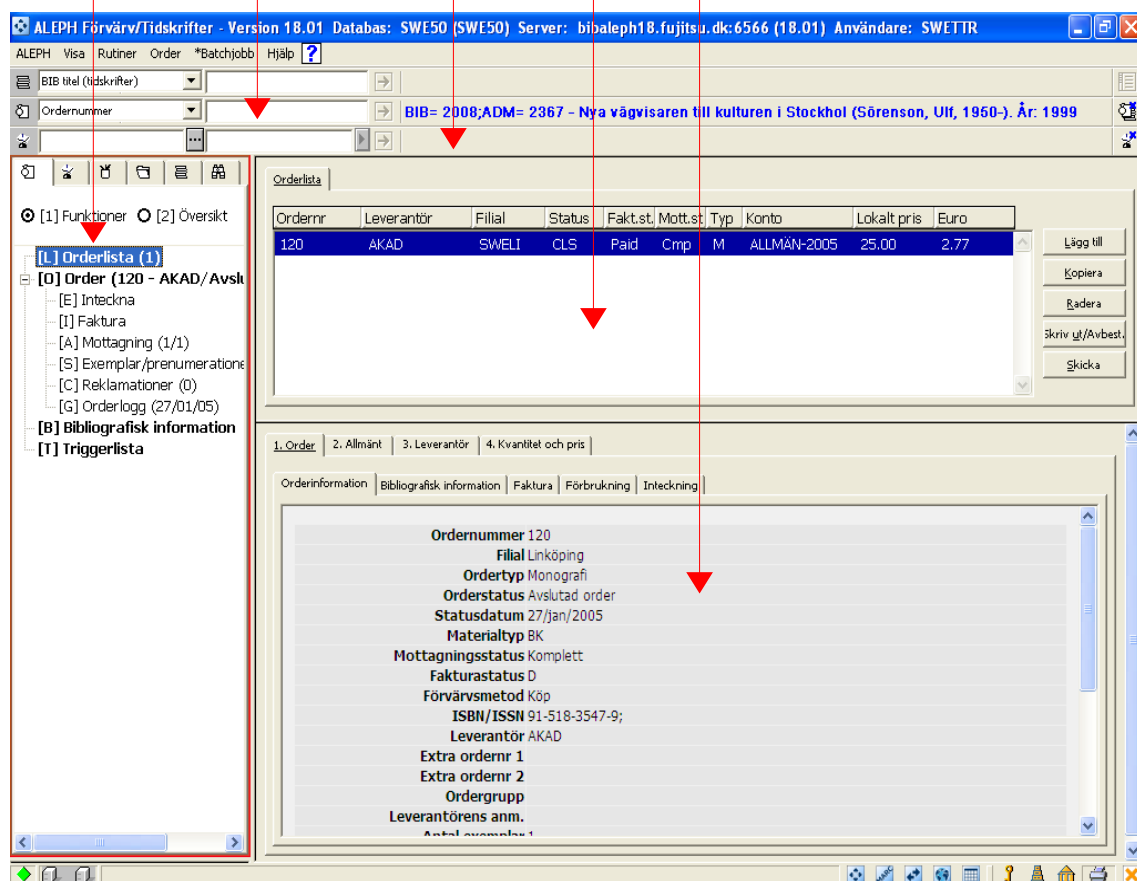 ALEPH Förvärv/Tidskrifter - Version 18.01 Databas: SWE50 (SWE50) Server: bibaleph18.fujitsu.dk:6566 (18.01) Användare: SWETTR
ALEPH Visa Rutiner Order *Batchjobb Hjälp ?
BIB titel (tidskrifter)
Ordernummer
BIB= 2008;ADM= 2367 - Nya vägvisaren till kulturen i Stockhol (Sörenson, Ulf, 1950-). År: 1999
...
[1] Funktioner [2] Översikt
[L] Orderlista (1)
[O] Order (120 - AKAD/Avslu
[E] Inteckna
[I] Faktura
[A] Mottagning (1/1)
[S] Exemplar/prenumeratione
[C] Reklamationer (0)
[G] Orderlogg (27/01/05)
[B] Bibliografisk information
[T] Triggerlista
Orderlista
Ordernr Leverantör Filial Status Fakt.st. Mott.st Typ Konto Lokalt pris Euro
120 AKAD SWELI CLS Paid Cmp M ALLMÄN-2005 25.00 2.77
Lägg till
Kopiera
Radera
Skriv ut/Avbest.
Skicka
1. Order 2. Allmänt 3. Leverantör 4. Kvantitet och pris
Orderinformation Bibliografisk information Faktura Förbrukning Inteckning
Ordernummer 120
Filial Linköping
Ordertyp Monografi
Orderstatus Avslutad order
Statusdatum 27/jan/2005
Materialtyp BK
Mottagningsstatus Komplett
Fakturastatus D
Förvärvsmetod Köp
ISBN/ISSN 91-518-3547-9;
Leverantör AKAD
Extra ordernr 1
Extra ordernr 2
Ordergrupp
Leverantörens anm.
Antal exemplar 1